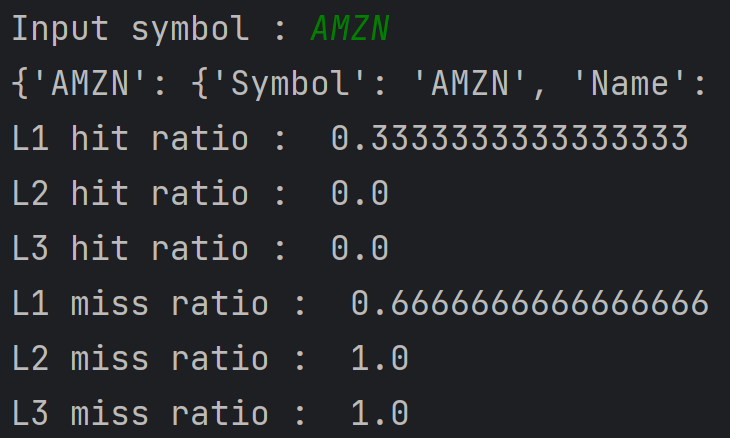 Input symbol : AMZN
{'AMZN': {'Symbol': 'AMZN', 'Name':
L1 hit ratio :  0.3333333333333333
L2 hit ratio :  0.0
L3 hit ratio :  0.0
L1 miss ratio :  0.6666666666666666
L2 miss ratio :  1.0
L3 miss ratio :  1.0